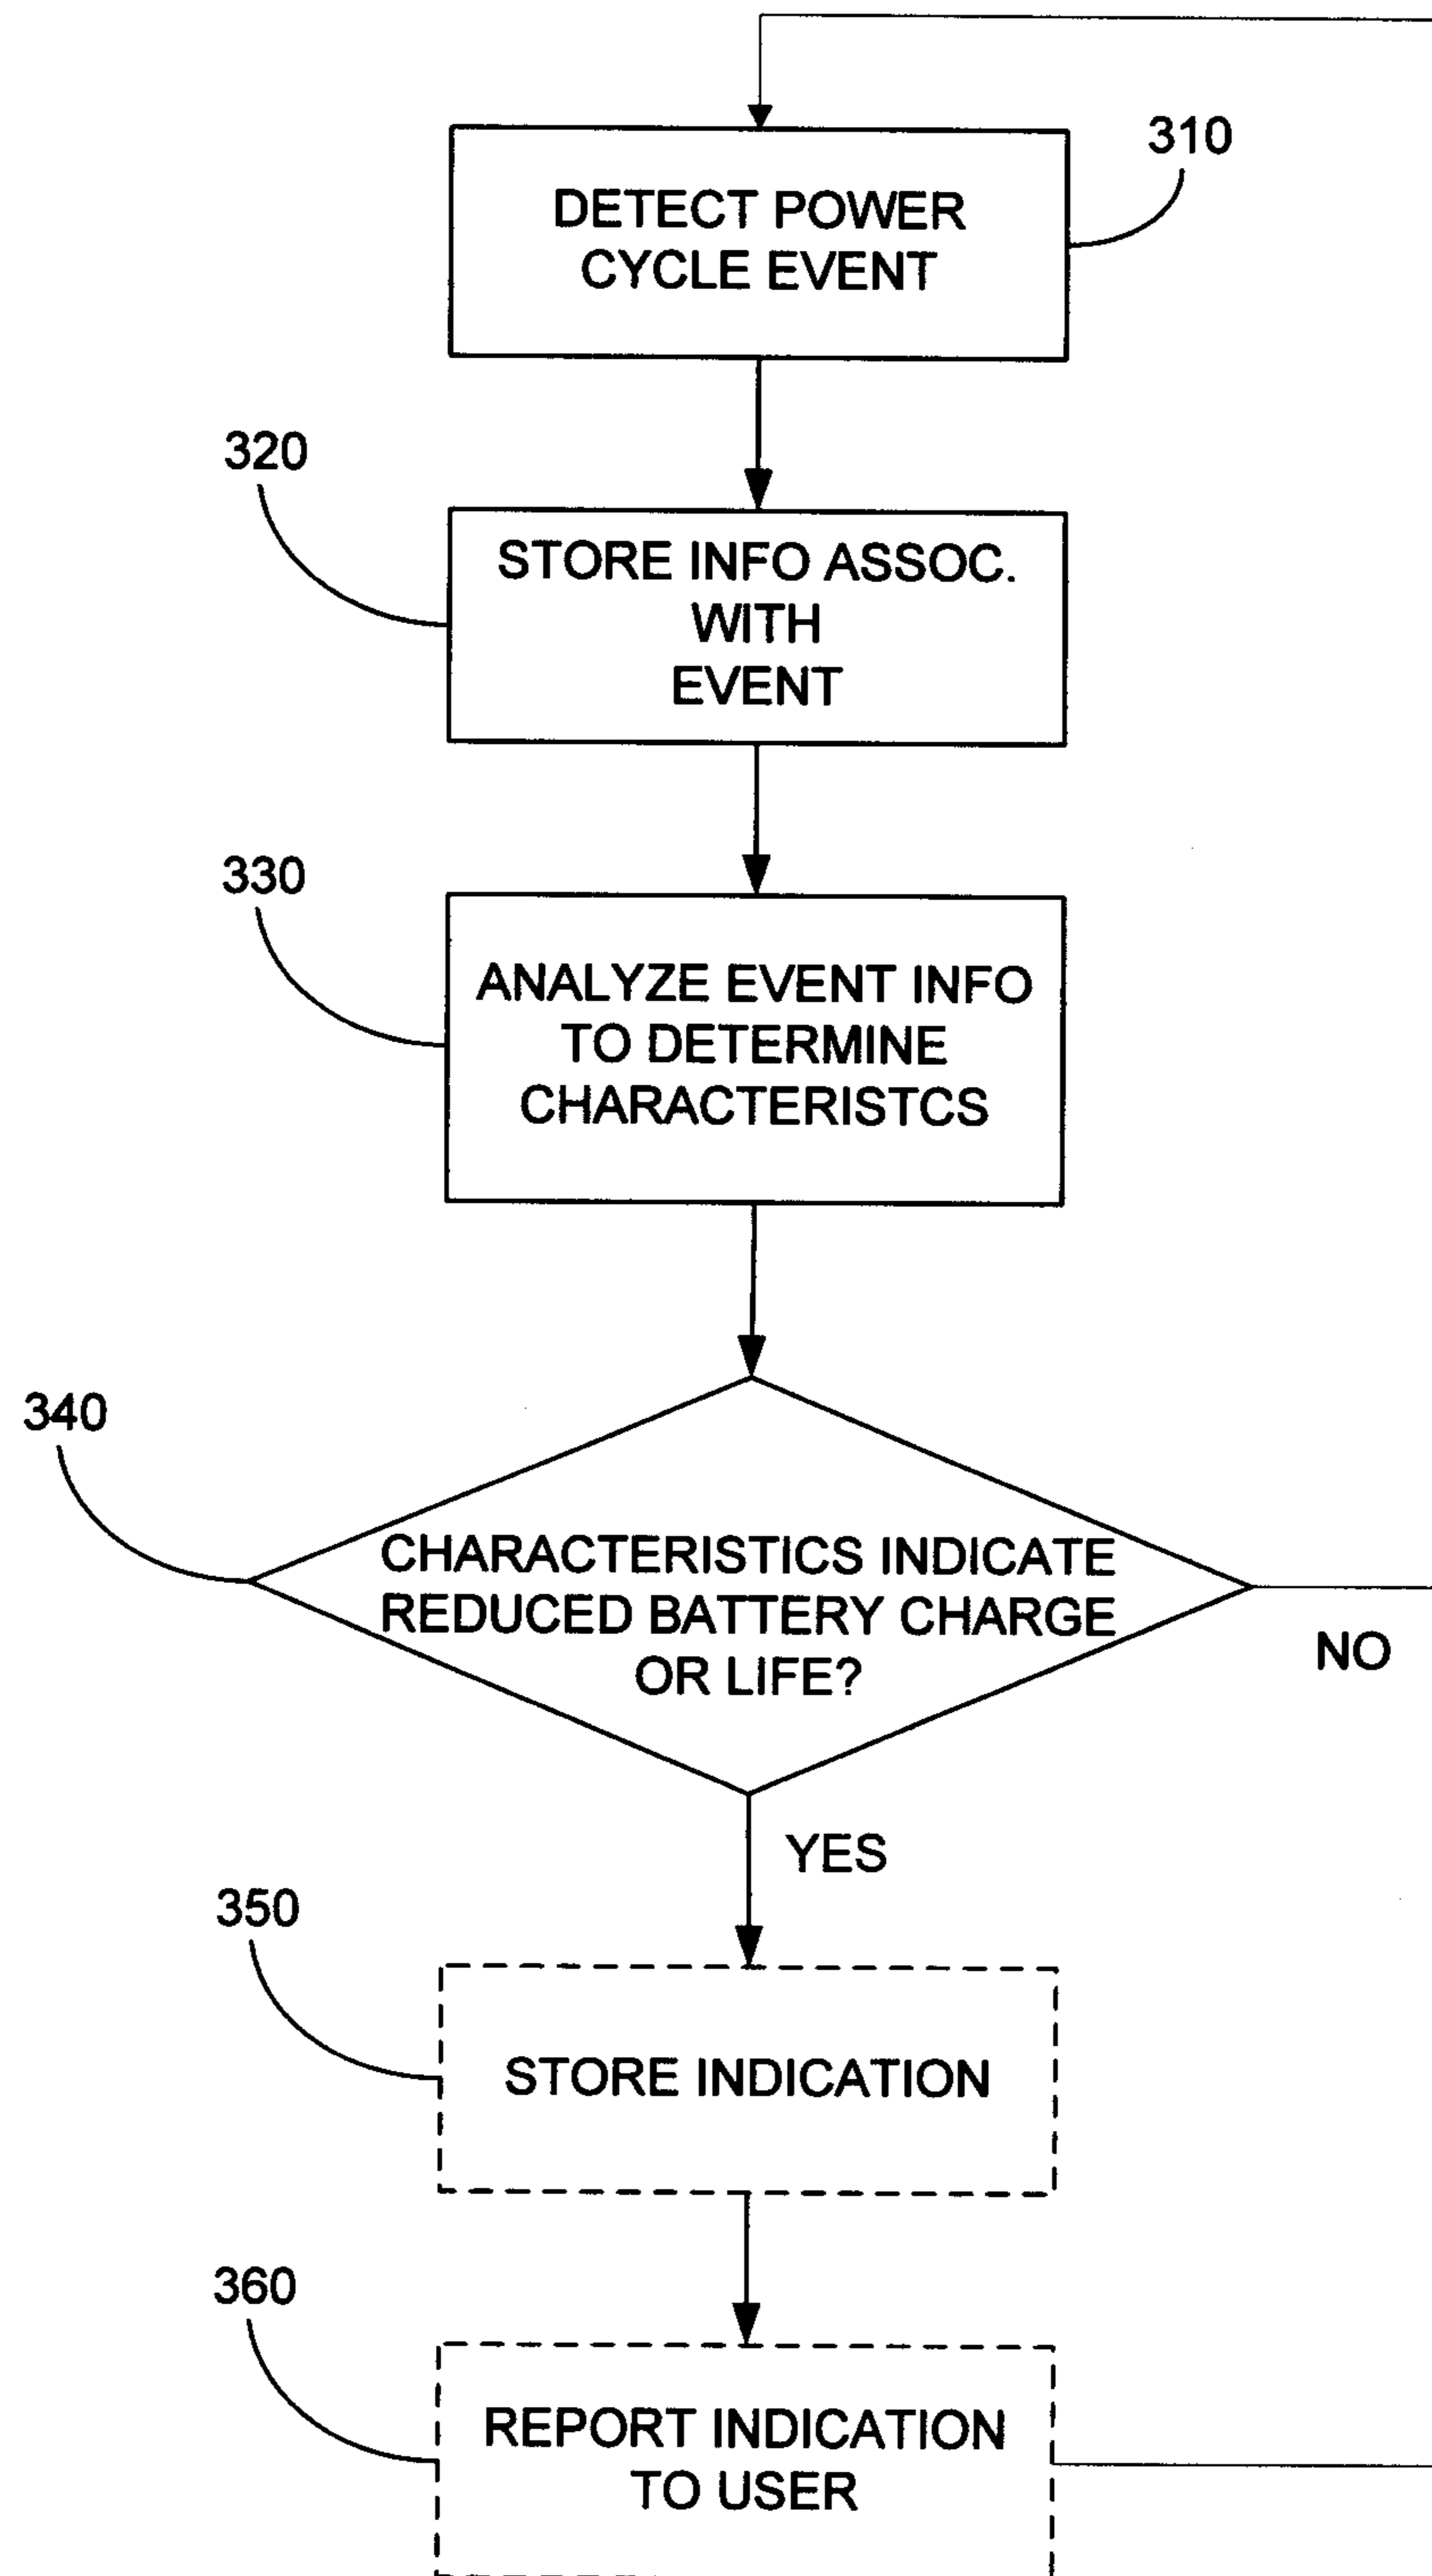 310
DETECT POWER
CYCLE EVENT
320
STORE INFO ASSOC.
WITH
EVENT
330
ANALYZE EVENT INFO
TO DETERMINE
CHARACTERISTCS
340
CHARACTERISTICS INDICATE
REDUCED BATTERY CHARGE
OR LIFE?
NO
YES
350
STORE INDICATION
360
REPORT INDICATION
TO USER